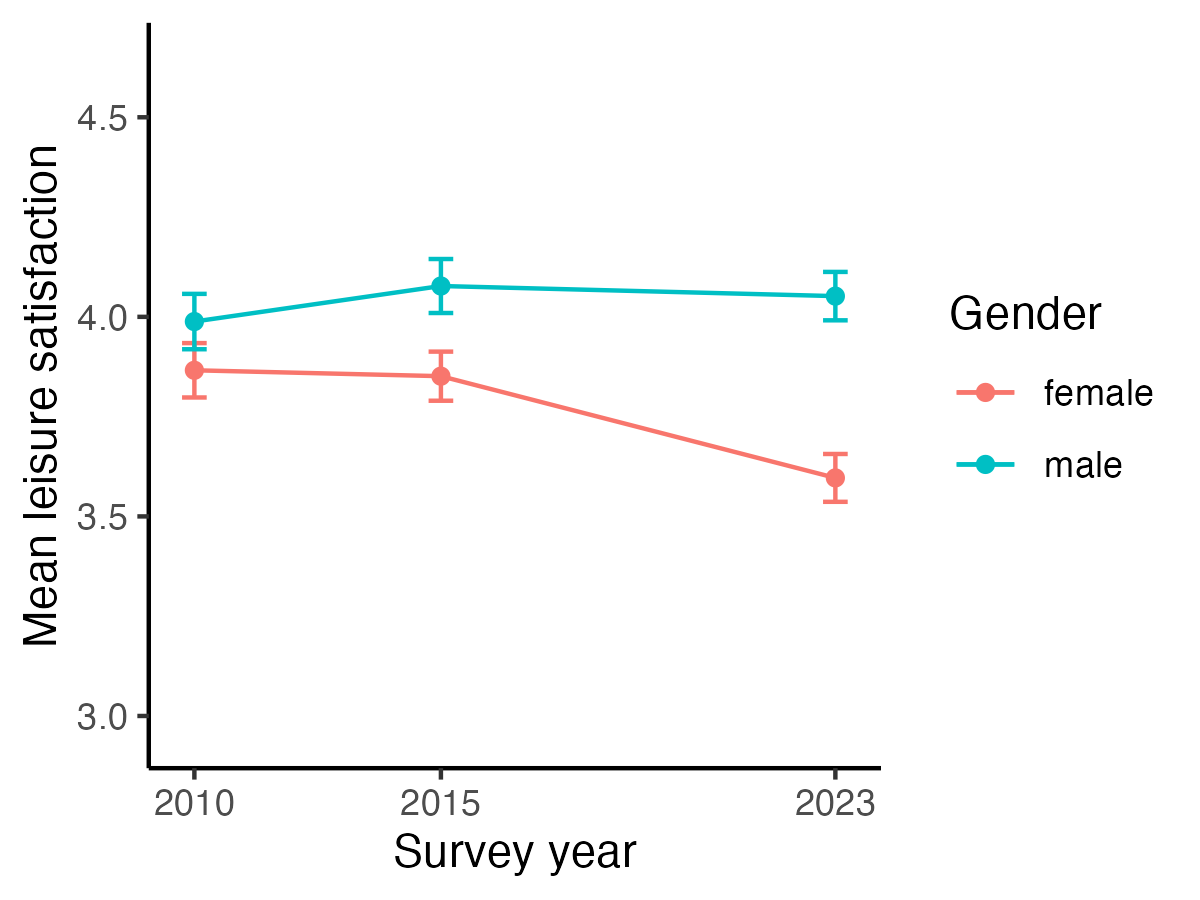 Mean leisure satisfaction
4.5
4.0
3.5
3.0
2010 2015 2023
Survey year
Gender
female
male